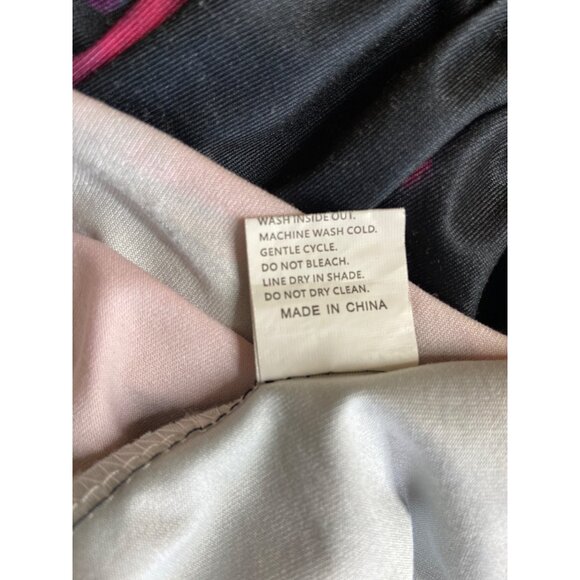 WASH INSIDE OUT.
MACHINE WASH COLD.
GENTLE CYCLE.
DO NOT BLEACH.
LINE DRY IN SHADE.
DO NOT DRY CLEAN.
MADE IN CHINA